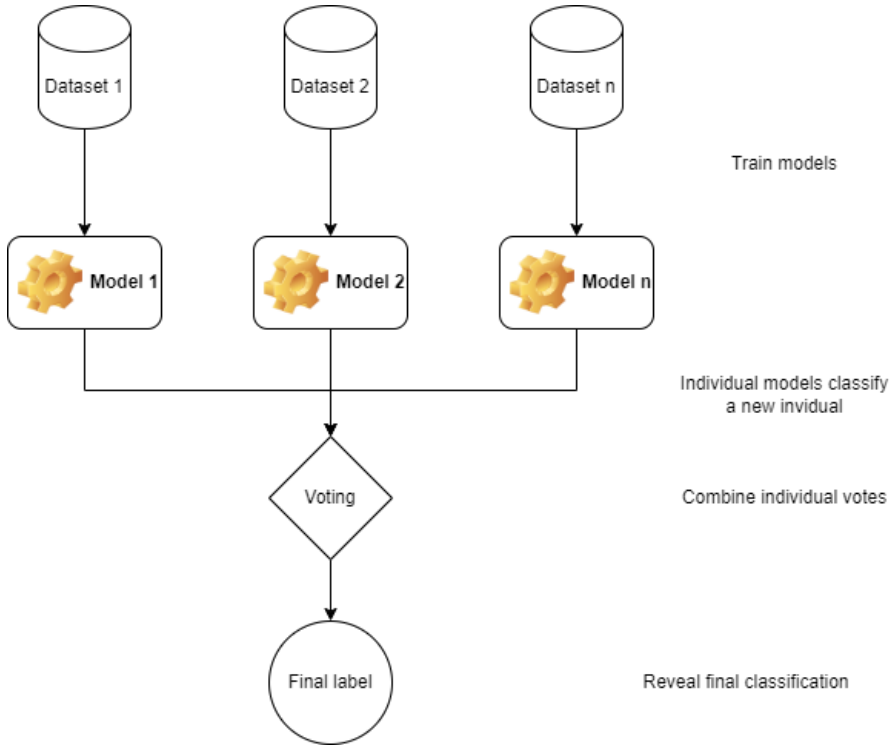 Dataset 1
Dataset 2
Dataset n
Train models
Model 1
Model 2
Model n
Individual models classify
a new invidual
Voting
Combine individual votes
Final label
Reveal final classification